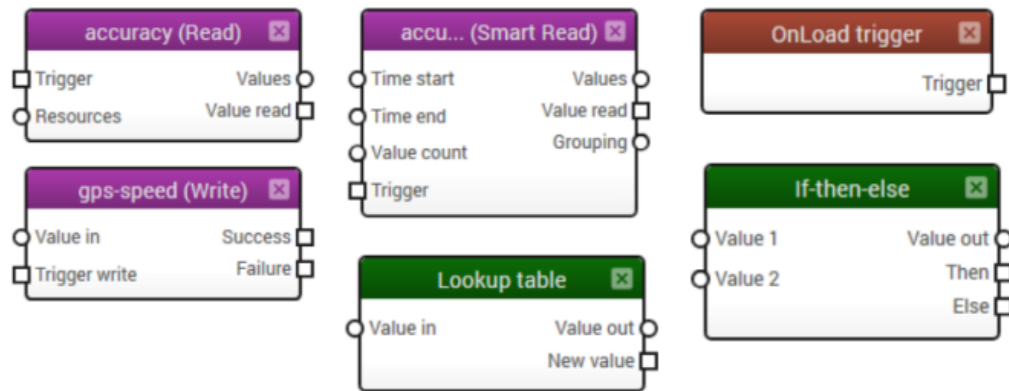 accuracy (Read)
Trigger Values
Resources Value read
accu... (Smart Read)
Time start Values
Time end Value read
Value count Grouping
Trigger
OnLoad trigger
Trigger
gps-speed (Write)
Value in Success
Trigger write Failure
Lookup table
Value in Value out
New value
If-then-else
Value 1 Value out
Value 2 Then
Else